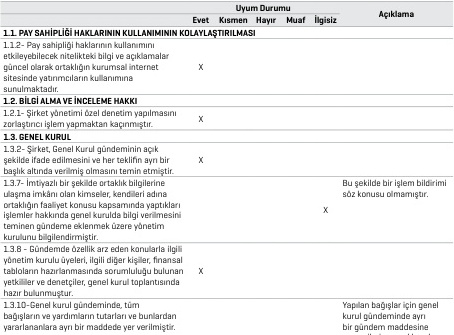 Uyum Durumu
Evet Kısmen Hayır Muaf İlgisiz Açıklama
1.1. PAY SAHİPLİĞİ HAKLARININ KULLANIMININ KOLAYLAŞTIRILMASI
1.1.2- Pay sahipliği haklarının kullanımını
etkileyebilecek nitelikteki bilgi ve açıklamalar
güncel olarak ortaklığın kurumsal internet X
sitesinde yatırımcıların kullanımına
sunulmaktadır.
1.2. BİLGİ ALMA VE İNCELEME HAKKI
1.2.1- Şirket yönetimi özel denetim yapılmasını
zorlaştırıcı işlem yapmaktan kaçınmıştır. X
1.3. GENEL KURUL
1.3.2- Şirket, Genel Kurul gündeminin açık
şekilde ifade edilmesini ve her teklifin ayrı bir X
başlık altında verilmiş olmasını temin etmiştir.
1.3.7- İmtiyazlı bir şekilde ortaklık bilgilerine Bu şekilde bir işlem bildirimi
ulaşma imkânı olan kimseler, kendileri adına söz konusu olmamıştır.
ortaklığın faaliyet konusu kapsamında yaptıkları
işlemler hakkında genel kurulda bilgi verilmesini X
teminen gündeme eklenmek üzere yönetim
kurulunu bilgilendirmiştir.
1.3.8 - Gündemde özellik arz eden konularla ilgili
yönetim kurulu üyeleri, ilgili diğer kişiler, finansal
tabloların hazırlanmasında sorumluluğu bulunan X
yetkililer ve denetçiler, genel kurul toplantısında
hazır bulunmuştur.
1.3.10-Genel kurul gündeminde, tüm Yapılan bağışlar için genel
bağışların ve yardımların tutarları ve bunlardan kurul gündeminde ayrı
yararlananlara ayrı bir maddede yer verilmiştir. bir gündem maddesine